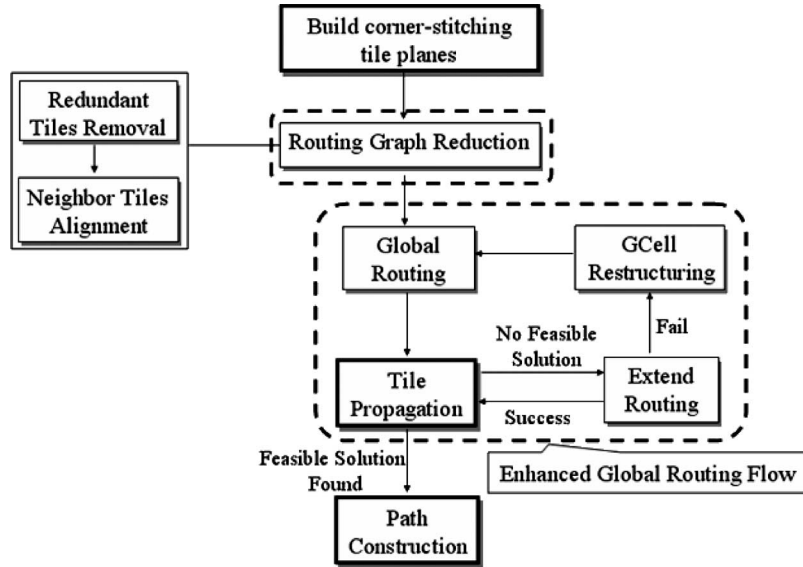 Build corner-stitching
tile planes
Redundant
Tiles Removal
Neighbor Tiles
Alignment
Routing Graph Reduction
Global
Routing
GCell
Restructuring
No Feasible
Solution
Fail
Tile
Propagation
Extend
Routing
Success
Feasible Solution
Found
Enhanced Global Routing Flow
Path
Construction